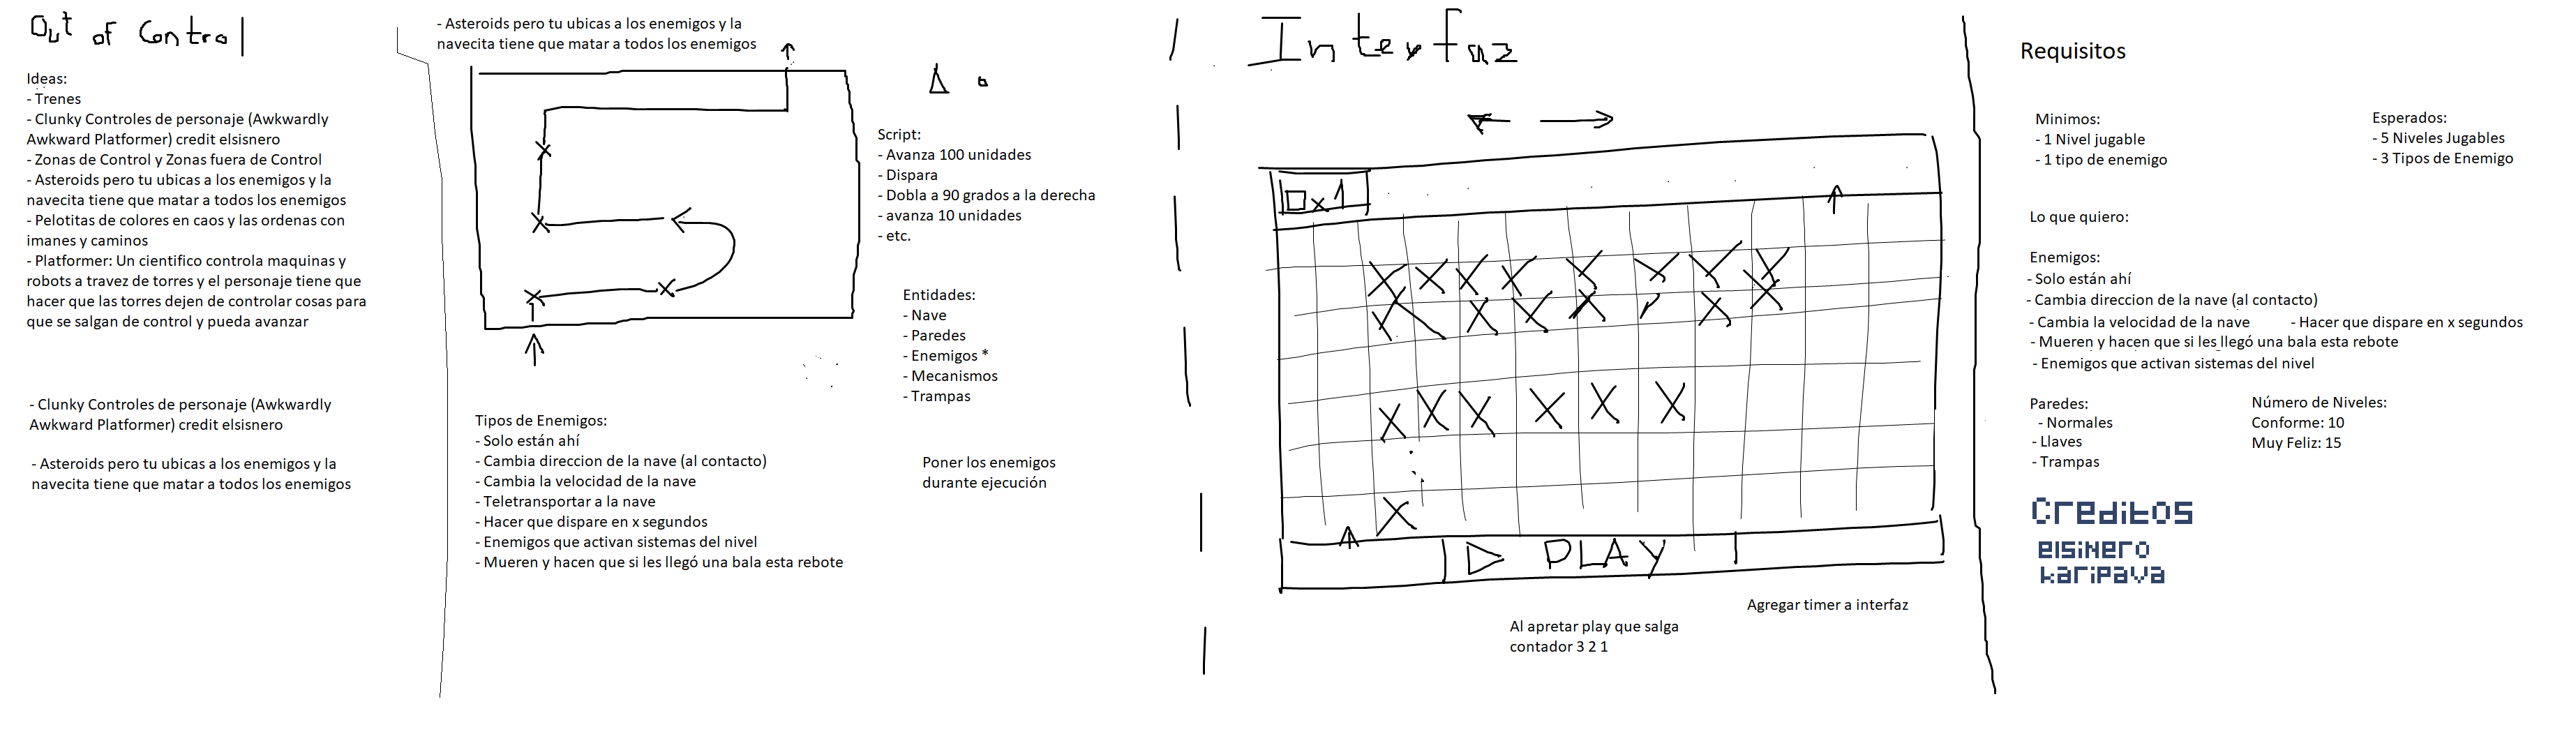 Out of Control
Ideas:
- Trenes
- Clunky Controles de personaje (Awkwardly
Awkward Platformer) credit elsisnero
- Zonas de Control y Zonas fuera de Control
- Asteroids pero tu ubicas a los enemigos y la
navecita tiene que matar a todos los enemigos
- Pelotitas de colores en caos y las ordenas con
imanes y caminos
- Platformer: Un cientifico controla maquinas y
robots a travez de torres y el personaje tiene que
hacer que las torres dejen de controlar cosas para
que se salgan de control y pueda avanzar
- Clunky Controles de personaje (Awkwardly
Awkward Platformer) credit elsisnero
- Asteroids pero tu ubicas a los enemigos y la
navecita tiene que matar a todos los enemigos
- Asteroids pero tu ubicas a los enemigos y la
navecita tiene que matar a todos los enemigos
Script:
- Avanza 100 unidades
- Dispara
- Dobla a 90 grados a la derecha
- avanza 10 unidades
- etc.
Entidades:
- Nave
- Paredes
- Enemigos *
- Mecanismos
- Trampas
Tipos de Enemigos:
- Solo están ahí
- Cambia direccion de la nave (al contacto)
- Cambia la velocidad de la nave
- Teletransportar a la nave
- Hacer que dispare en x segundos
- Enemigos que activan sistemas del nivel
- Mueren y hacen que si les llegó una bala esta rebote
Poner los enemigos
durante ejecución
Interfaz
x 1
PLAY
Agregar timer a interfaz
Al apretar play que salga
contador 3 2 1
Requisitos
Minimos:
- 1 Nivel jugable
- 1 tipo de enemigo
Esperados:
- 5 Niveles Jugables
- 3 Tipos de Enemigo
Lo que quiero:
Enemigos:
- Solo están ahí
- Cambia direccion de la nave (al contacto)
- Cambia la velocidad de la nave
- Hacer que dispare en x segundos
- Mueren y hacen que si les llegó una bala esta rebote
- Enemigos que activan sistemas del nivel
Paredes:
- Normales
- Llaves
- Trampas
Número de Niveles:
Conforme: 10
Muy Feliz: 15
Creditos
elsiNero
karipava